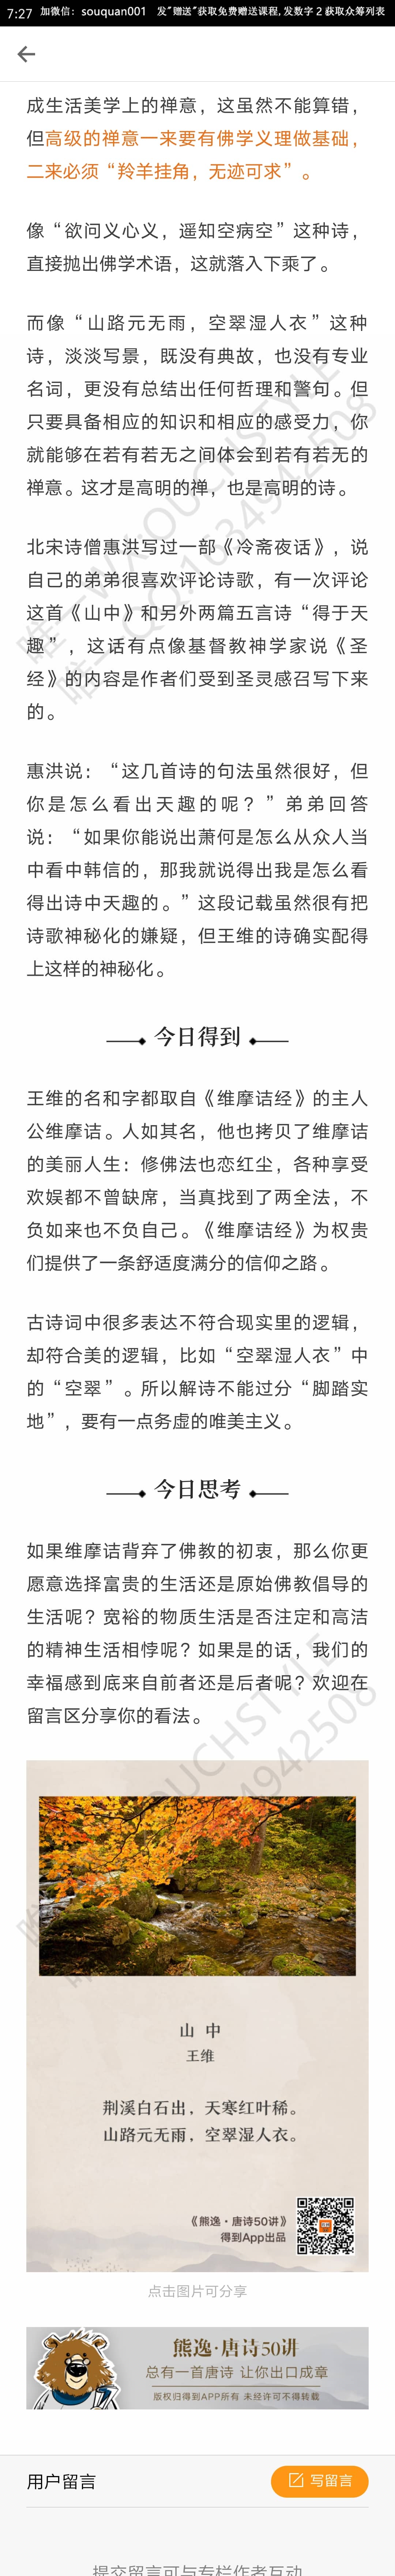 7:27 加微信：souquan001 发“赠送”获取免费赠送课程,发数字 2 获取众筹列表
成生活美学上的禅意，这虽然不能算错，
但高级的禅意一来要有佛学义理做基础，
二来必须“羚羊挂角，无迹可求”。
像“欲问义心义，遥知空病空”这种诗，
直接抛出佛学术语，这就落入下乘了。
而像“山路元无雨，空翠湿人衣”这种
诗，淡淡写景，既没有典故，也没有专业
名词，更没有总结出任何哲理和警句。但
只要具备相应的知识和相应的感受力，你
就能够在若有若无之间体会到若有若无的
禅意。这才是高明的禅，也是高明的诗。
北宋诗僧惠洪写过一部《冷斋夜话》，说
自己的弟弟很喜欢评论诗歌，有一次评论
这首《山中》和另外两篇五言诗“得于天
趣”，这话有点像基督教神学家说《圣
经》的内容是作者们受到圣灵感召写下来
的。
惠洪说：“这几首诗的句法虽然很好，但
你是怎么看出天趣的呢？”弟弟回答
说：“如果你能说出萧何是怎么从众人当
中看中韩信的，那我就说得出我是怎么看
得出诗中天趣的。”这段记载虽然很有把
诗歌神秘化的嫌疑，但王维的诗确实配得
上这样的神秘化。
今日得到
王维的名和字都取自《维摩诘经》的主人
公维摩诘。人如其名，他也拷贝了维摩诘
的美丽人生：修佛法也恋红尘，各种享受
欢娱都不曾缺席，当真找到了两全法，不
负如来也不负自己。《维摩诘经》为权贵
们提供了一条舒适度满分的信仰之路。
古诗词中很多表达不符合现实里的逻辑，
却符合美的逻辑，比如“空翠湿人衣”中
的“空翠”。所以解诗不能过分“脚踏实
地”，要有一点务虚的唯美主义。
今日思考
如果维摩诘背弃了佛教的初衷，那么你更
愿意选择富贵的生活还是原始佛教倡导的
生活呢？宽裕的物质生活是否注定和高洁
的精神生活相悖呢？如果是的话，我们的
幸福感到底来自前者还是后者呢？欢迎在
留言区分享你的看法。
山 中
王维
荆溪白石出，天寒红叶稀。
山路元无雨，空翠湿人衣。
《熊逸·唐诗50讲》
得到App出品
点击图片可分享
熊逸·唐诗50讲
总有一首唐诗 让你出口成章
版权归得到APP所有 未经许可不得转载
用户留言
写留言
提交留言可与专栏作者互动
唯一WX:OUCHSTYLE
唯一QQ:1634942508